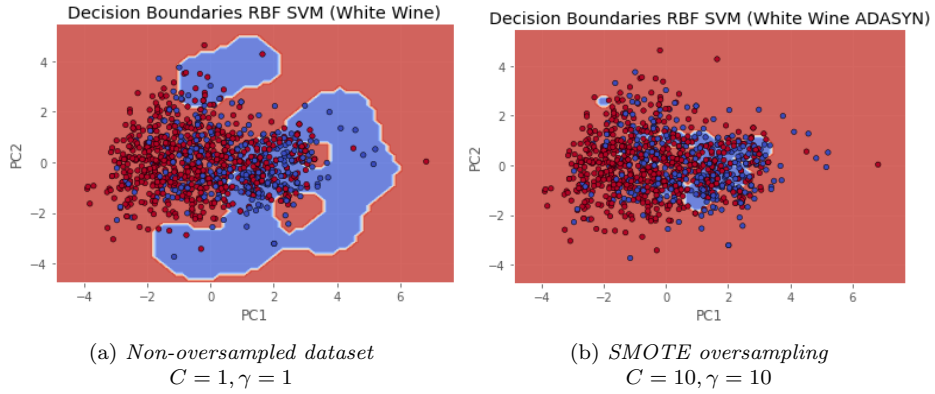 Decision Boundaries RBF SVM (White Wine)
PC2
4
2
0
−2
−4
−4
−2
0
2
4
6
PC1
(a) Non-oversampled dataset
C = 1, γ = 1
Decision Boundaries RBF SVM (White Wine ADASYN)
PC2
4
2
0
−2
−4
−4
−2
0
2
4
6
8
PC1
(b) SMOTE oversampling
C = 10, γ = 10